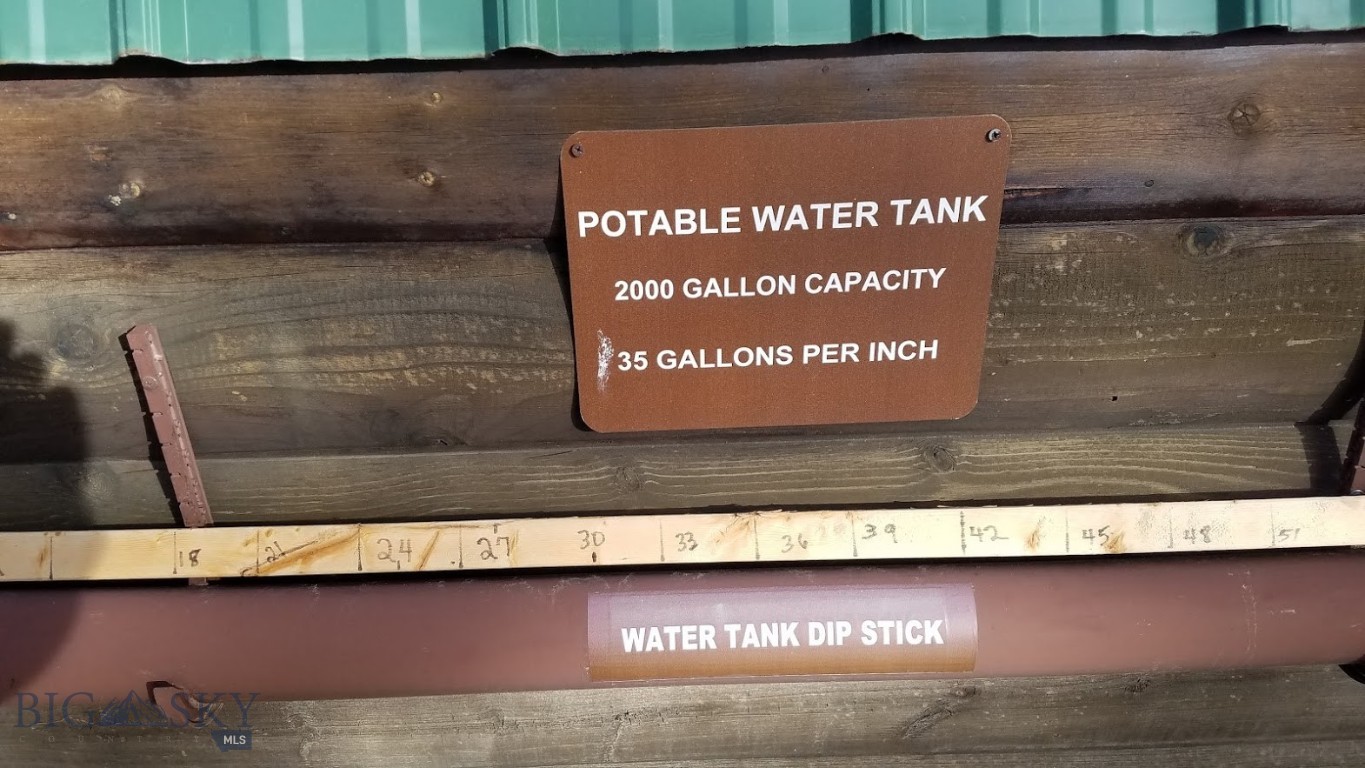 POTABLE WATER TANK
2000 GALLON CAPACITY
35 GALLONS PER INCH
18 21 24 27 30 33 36 39 42 45 48 51
WATER TANK DIP STICK
BIG SKY
MLS